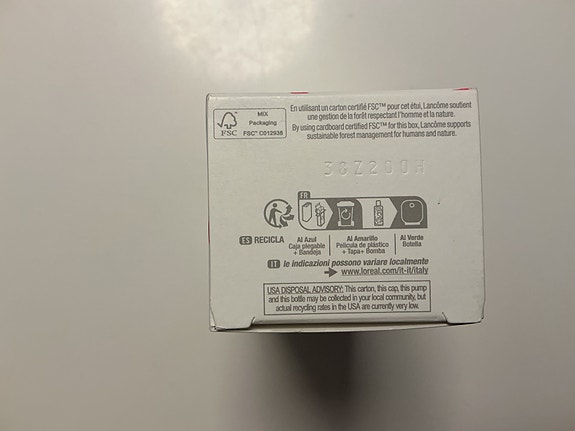 FSC
MIX
Packaging
FSC™ C012938
En utilisant un carton certifié FSC™ pour cet étui, Lancôme soutient
une gestion de la forêt respectant l'homme et la nature.
By using cardboard certified FSC™ for this box, Lancôme supports
sustainable forest management for humans and nature.
38Z280H
FR
ES RECICLA
Al Azul
Caja plegable
+ Bandeja
Al Amarillo
Película de plástico
+ Tapa+ Bomba
Al Verde
Botella
IT le indicazioni possono variare localmente
www.loreal.com/it-it/italy
USA DISPOSAL ADVISORY: This carton, this cap, this pump
and this bottle may be collected in your local community, but
actual recycling rates in the USA are currently very low.